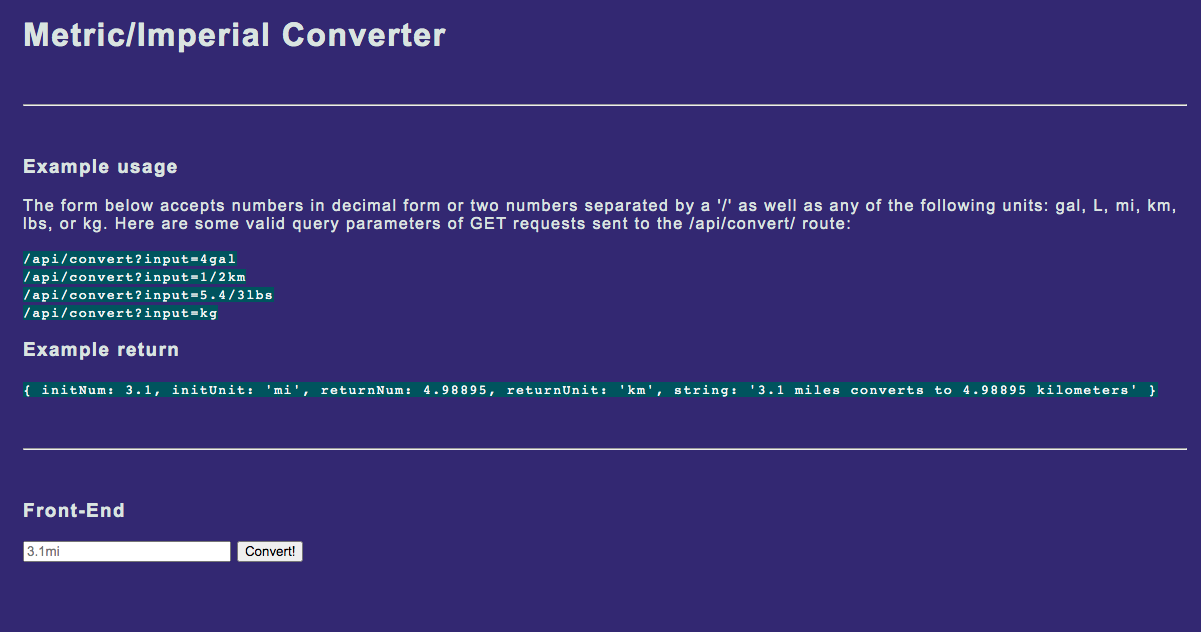 Metric/Imperial Converter
Example usage
The form below accepts numbers in decimal form or two numbers separated by a '/' as well as any of the following units: gal, L, mi, km,
lbs, or kg. Here are some valid query parameters of GET requests sent to the /api/convert/ route:
/api/convert?input=4gal
/api/convert?input=1/2km
/api/convert?input=5.4/3lbs
/api/convert?input=kg
Example return
{ initNum: 3.1, initUnit: 'mi', returnNum: 4.98895, returnUnit: 'km', string: '3.1 miles converts to 4.98895 kilometers' }
Front-End
3.1mi Convert!